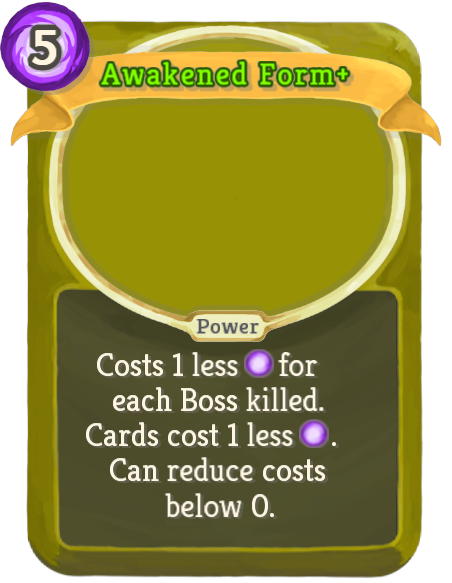 5
Awakened Form+
Power
Costs 1 less for
each Boss killed.
Cards cost 1 less .
Can reduce costs
below 0.